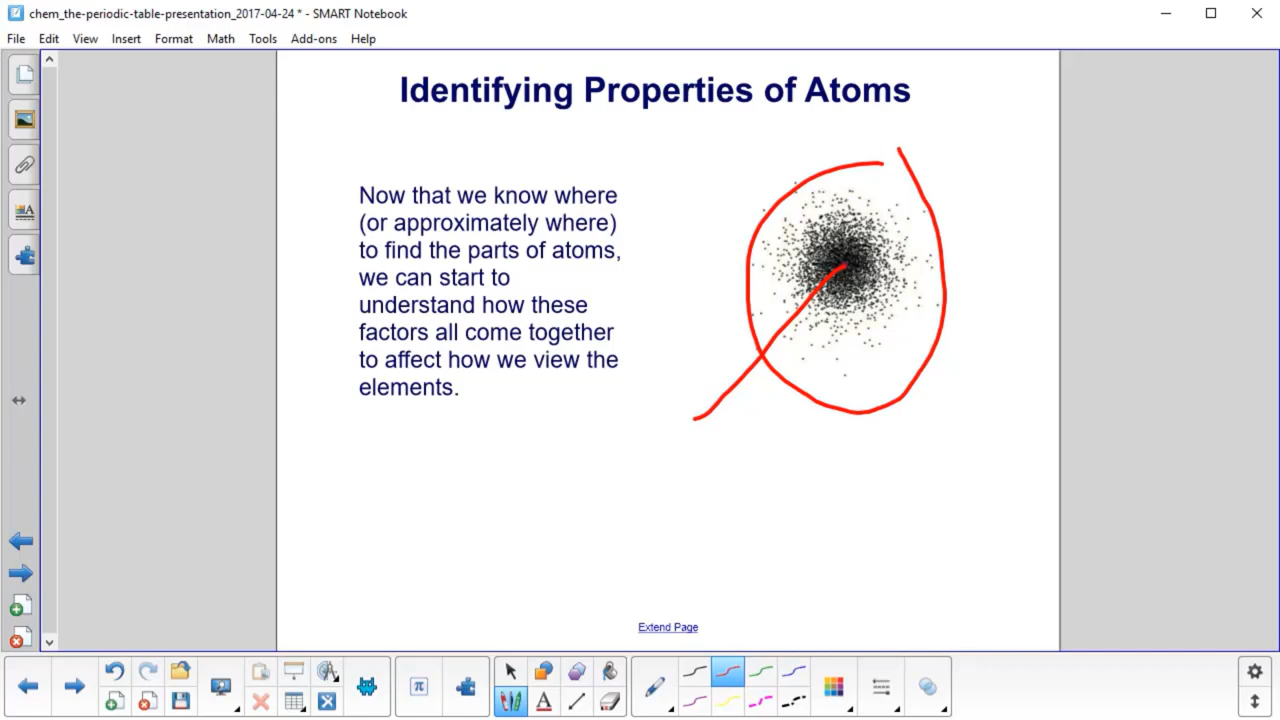 chem_the-periodic-table-presentation_2017-04-24 * - SMART Notebook
File Edit View Insert Format Math Tools Add-ons Help
Identifying Properties of Atoms
Now that we know where
(or approximately where)
to find the parts of atoms,
we can start to
understand how these
factors all come together
to affect how we view the
elements.
Extend Page